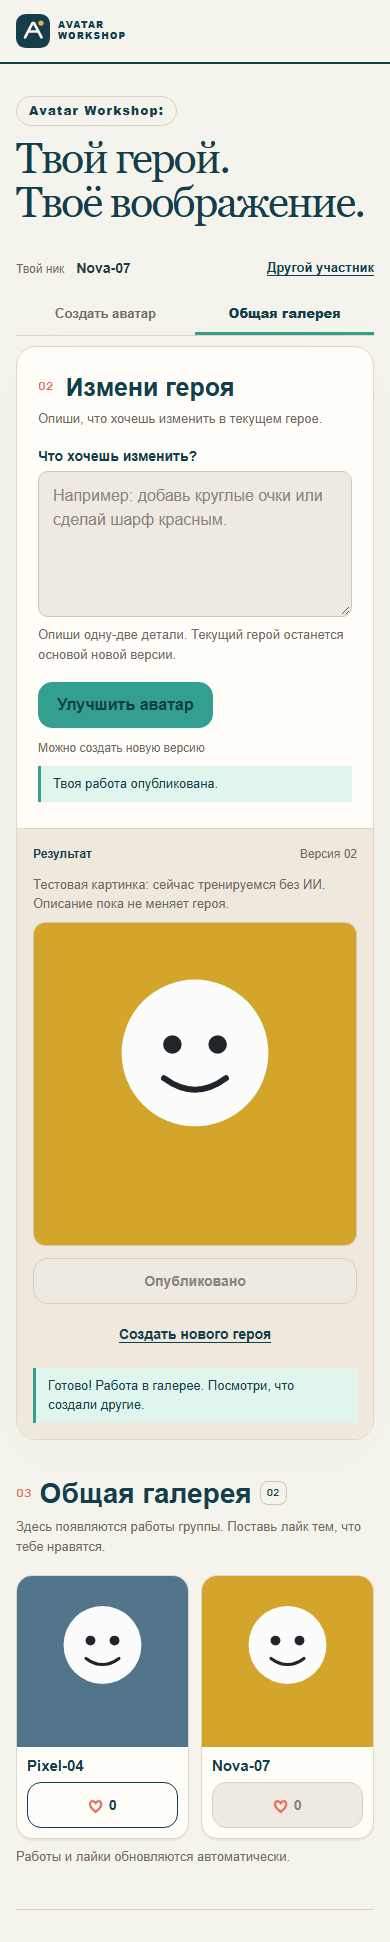 AVATAR
WORKSHOP
Avatar Workshop:
Твой герой.
Твоё воображение.
Твой ник Nova-07 Другой участник
Создать аватар Общая галерея
02 Измени героя
Опиши, что хочешь изменить в текущем герое.
Что хочешь изменить?
Например: добавь круглые очки или
сделай шарф красным.
Опиши одну-две детали. Текущий герой останется
основой новой версии.
Улучшить аватар
Можно создать новую версию
Твоя работа опубликована.
Результат Версия 02
Тестовая картинка: сейчас тренируемся без ИИ.
Описание пока не меняет героя.
Опубликовано
Создать нового героя
Готово! Работа в галерее. Посмотри, что
создали другие.
03 Общая галерея 02
Здесь появляются работы группы. Поставь лайк тем, что
тебе нравятся.
Pixel-04 Nova-07
0 0
Работы и лайки обновляются автоматически.